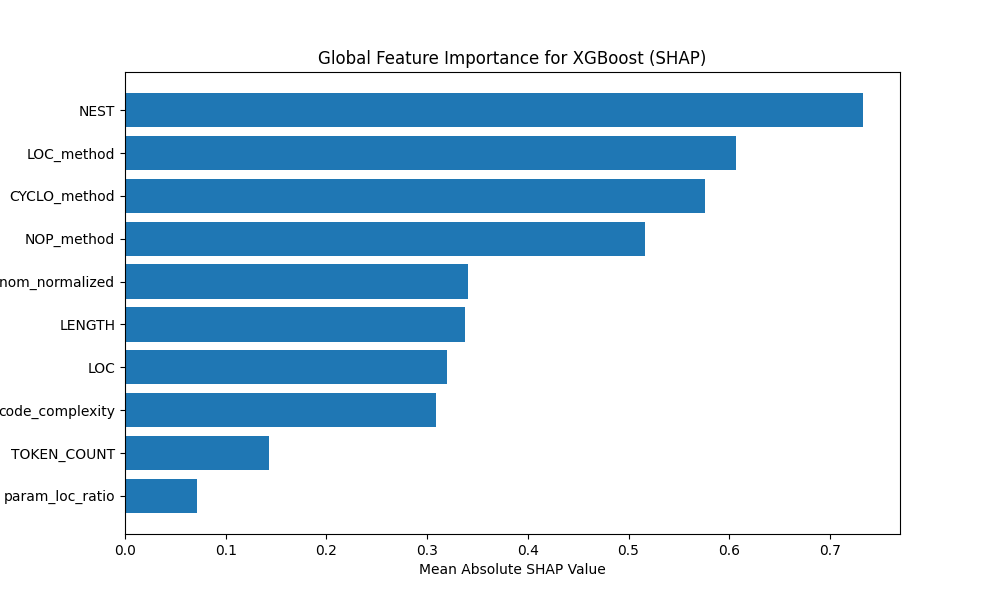 Global Feature Importance for XGBoost (SHAP)
NEST
LOC_method
CYCLO_method
NOP_method
nom_normalized
LENGTH
LOC
code_complexity
TOKEN_COUNT
param_loc_ratio
0.0 0.1 0.2 0.3 0.4 0.5 0.6 0.7
Mean Absolute SHAP Value